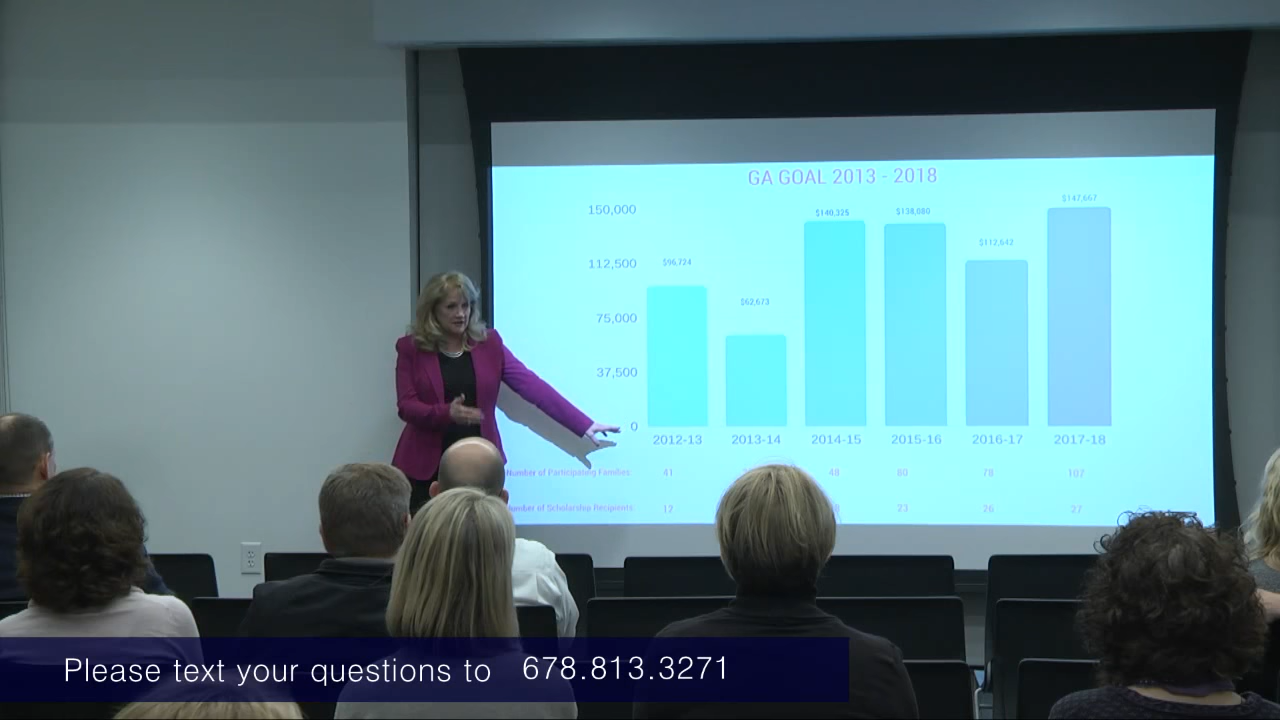 GA GOAL 2013 - 2018
150,000
112,500
75,000
37,500
0
$96,724
$62,673
$140,325
$138,080
$112,642
$147,667
2012-13 2013-14 2014-15 2015-16 2016-17 2017-18
Number of Participating Families: 41 48 80 78 107
Number of Scholarship Recipients: 12 23 26 27
Please text your questions to 678.813.3271